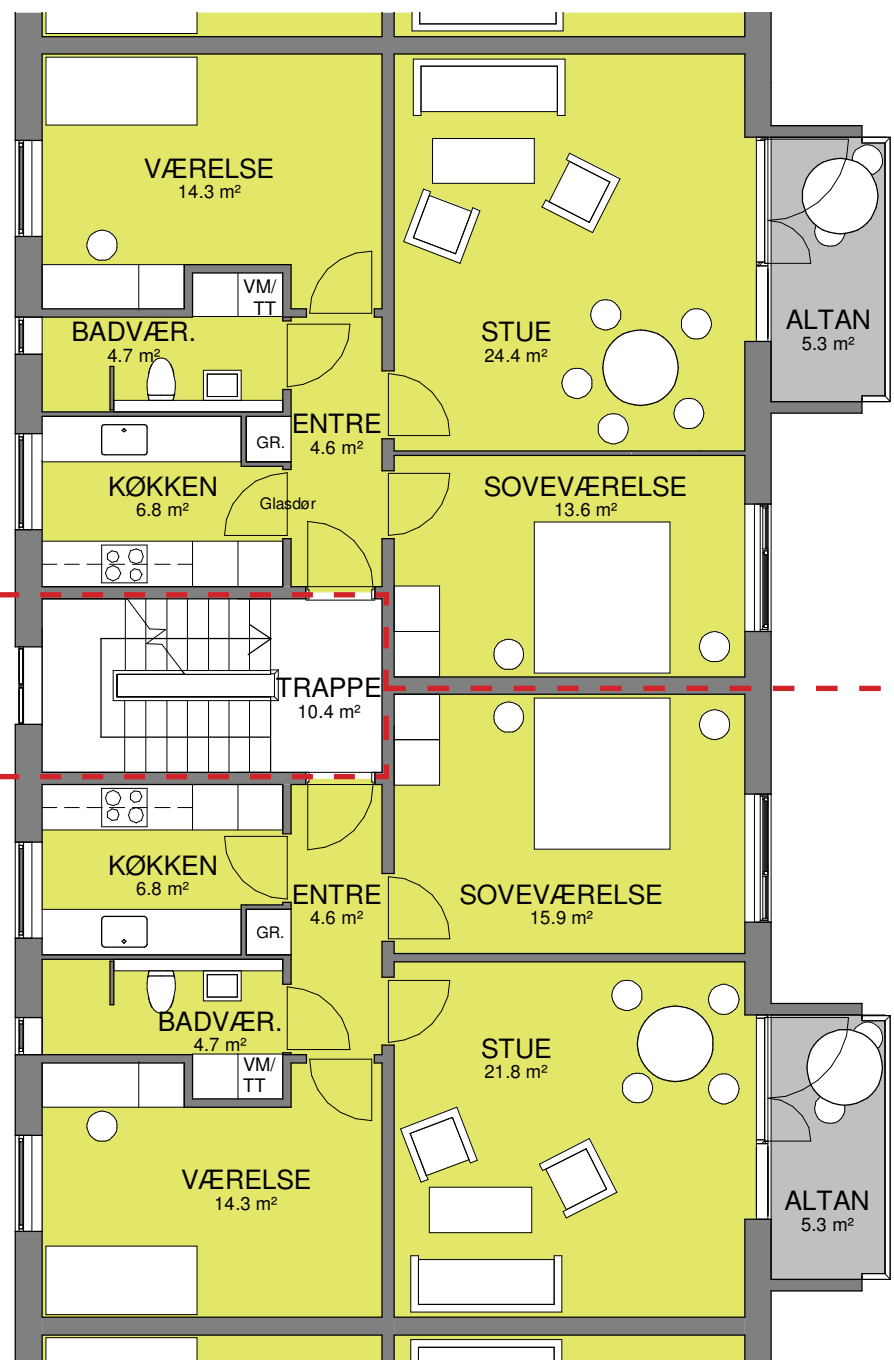 VÆRELSE
14.3 m²
VM/
TT
BADVÆR.
4.7 m²
STUE
24.4 m²
ALTAN
5.3 m²
ENTRE
4.6 m²
GR.
KØKKEN
6.8 m²
Glasdør
SOVEVÆRELSE
13.6 m²
TRAPPE
10.4 m²
KØKKEN
6.8 m²
ENTRE
4.6 m²
SOVEVÆRELSE
15.9 m²
GR.
BADVÆR.
4.7 m²
VM/
TT
STUE
21.8 m²
VÆRELSE
14.3 m²
ALTAN
5.3 m²